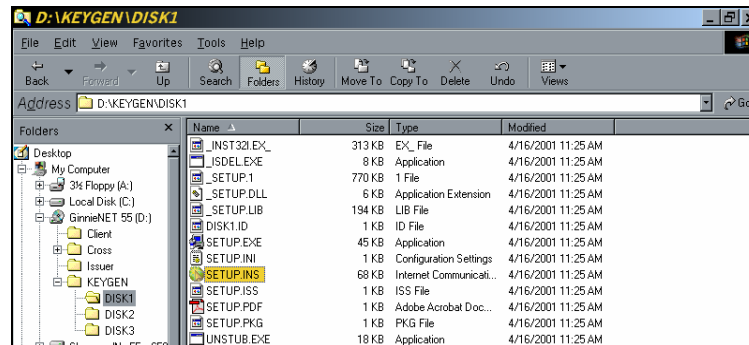 D:\KEYGEN\DISK1
File Edit View Favorites Tools Help
Back Forward Up Search Folders History Move To Copy To Delete Undo Views
Address D:\KEYGEN\DISK1 Go
Folders × Name Size Type Modified
Desktop
My Computer
3½ Floppy (A:)
Local Disk (C:)
GinnieNET 55 (D:)
Client
Cross
Issuer
KEYGEN
DISK1
DISK2
DISK3
_INST32I.EX_ 313 KB EX_ File 4/16/2001 11:25 AM
_ISDEL.EXE 8 KB Application 4/16/2001 11:25 AM
_SETUP.1 770 KB 1 File 4/16/2001 11:25 AM
_SETUP.DLL 6 KB Application Extension 4/16/2001 11:25 AM
_SETUP.LIB 194 KB LIB File 4/16/2001 11:25 AM
DISK1.ID 1 KB ID File 4/16/2001 11:25 AM
SETUP.EXE 45 KB Application 4/16/2001 11:25 AM
SETUP.INI 1 KB Configuration Settings 4/16/2001 11:25 AM
SETUP.INS 68 KB Internet Communicati... 4/16/2001 11:25 AM
SETUP.ISS 1 KB ISS File 4/16/2001 11:25 AM
SETUP.PDF 1 KB Adobe Acrobat Doc... 4/16/2001 11:25 AM
SETUP.PKG 1 KB PKG File 4/16/2001 11:25 AM
UNSTUB.EXE 18 KB Application 4/16/2001 11:25 AM